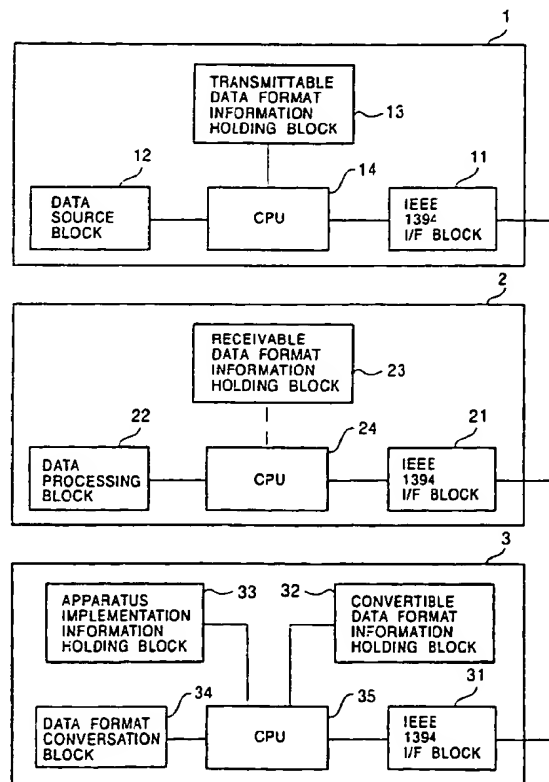 1
TRANSMITTABLE
DATA FORMAT
INFORMATION
HOLDING BLOCK
13
12
14
11
DATA
SOURCE
BLOCK
CPU
IEEE
1394
I/F BLOCK
2
RECEIVABLE
DATA FORMAT
INFORMATION
HOLDING BLOCK
23
22
24
21
DATA
PROCESSING
BLOCK
CPU
IEEE
1394
I/F BLOCK
3
APPARATUS
IMPLEMENTATION
INFORMATION
HOLDING BLOCK
33
32
CONVERTIBLE
DATA FORMAT
INFORMATION
HOLDING BLOCK
34
35
31
DATA FORMAT
CONVERSATION
BLOCK
CPU
IEEE
1394
I/F BLOCK